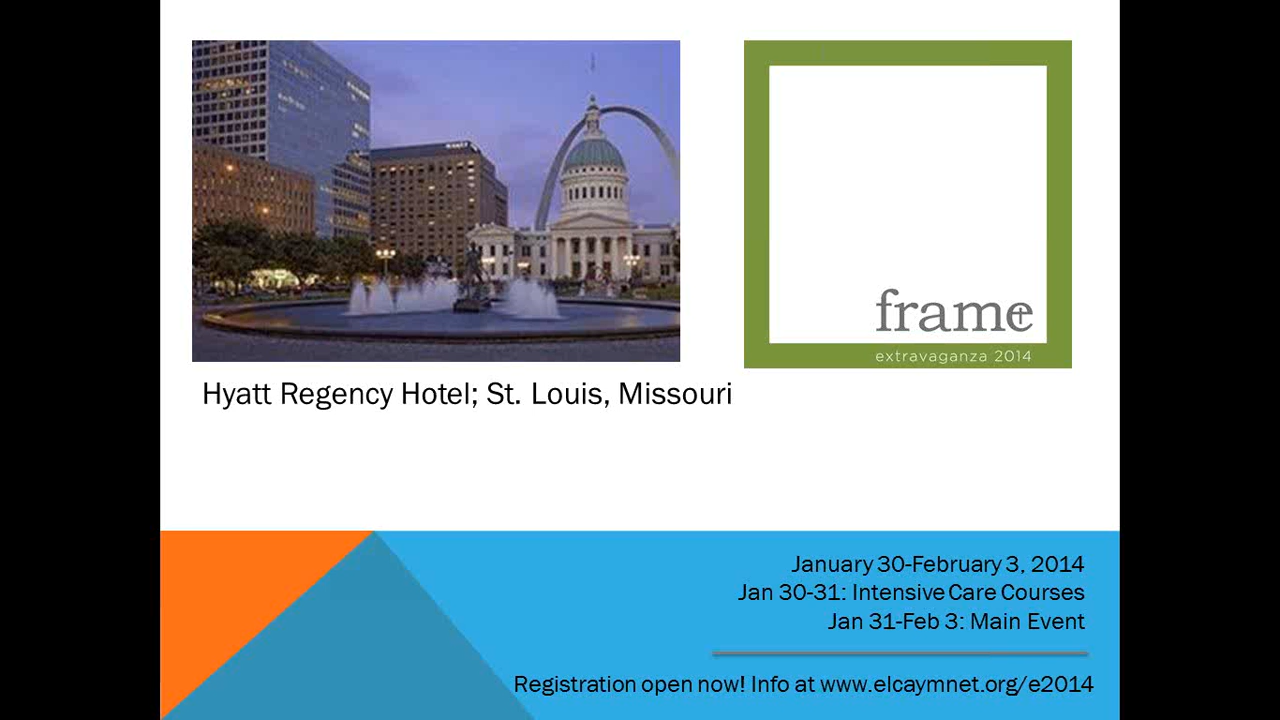 frame
extravaganza 2014
Hyatt Regency Hotel; St. Louis, Missouri
January 30-February 3, 2014
Jan 30-31: Intensive Care Courses
Jan 31-Feb 3: Main Event
Registration open now! Info at www.elcaymnet.org/e2014